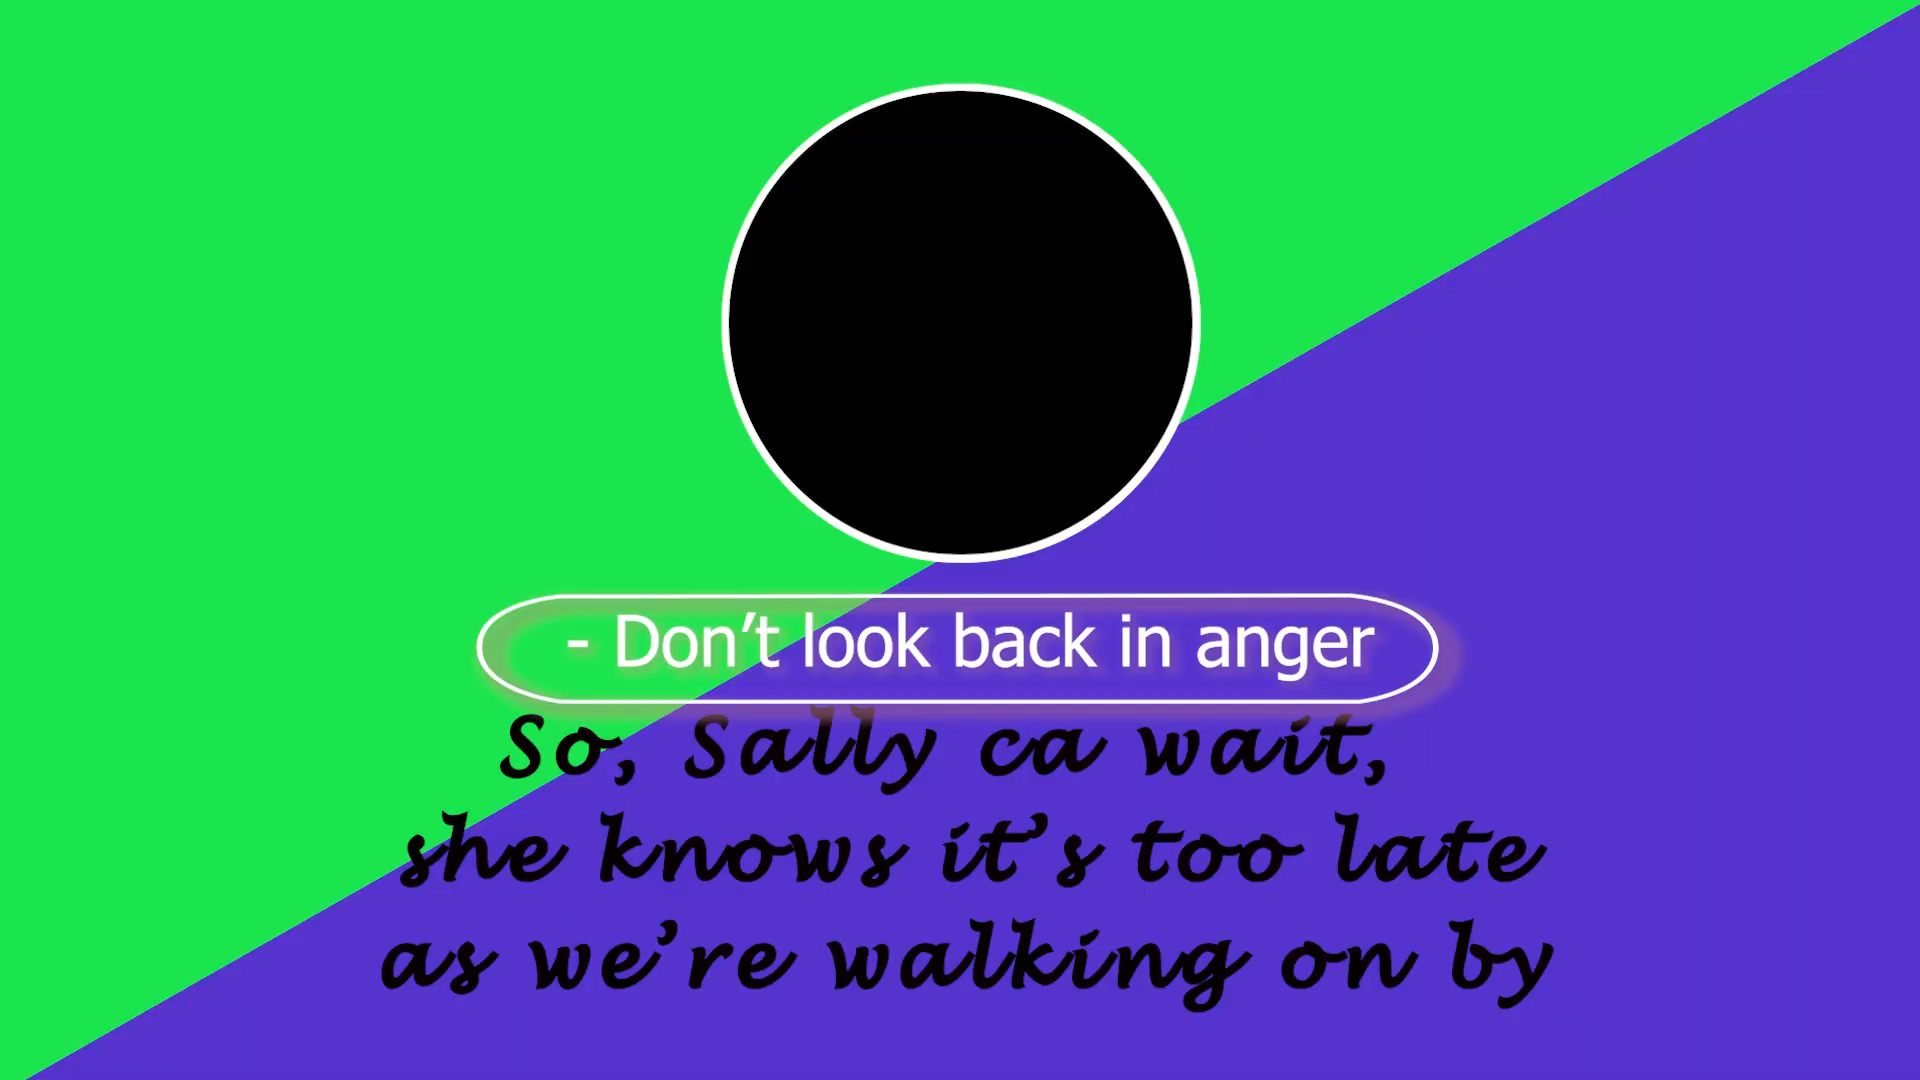 - Don’t look back in anger
So, Sally ca wait,
she knows it’s too late
as we’re walking on by